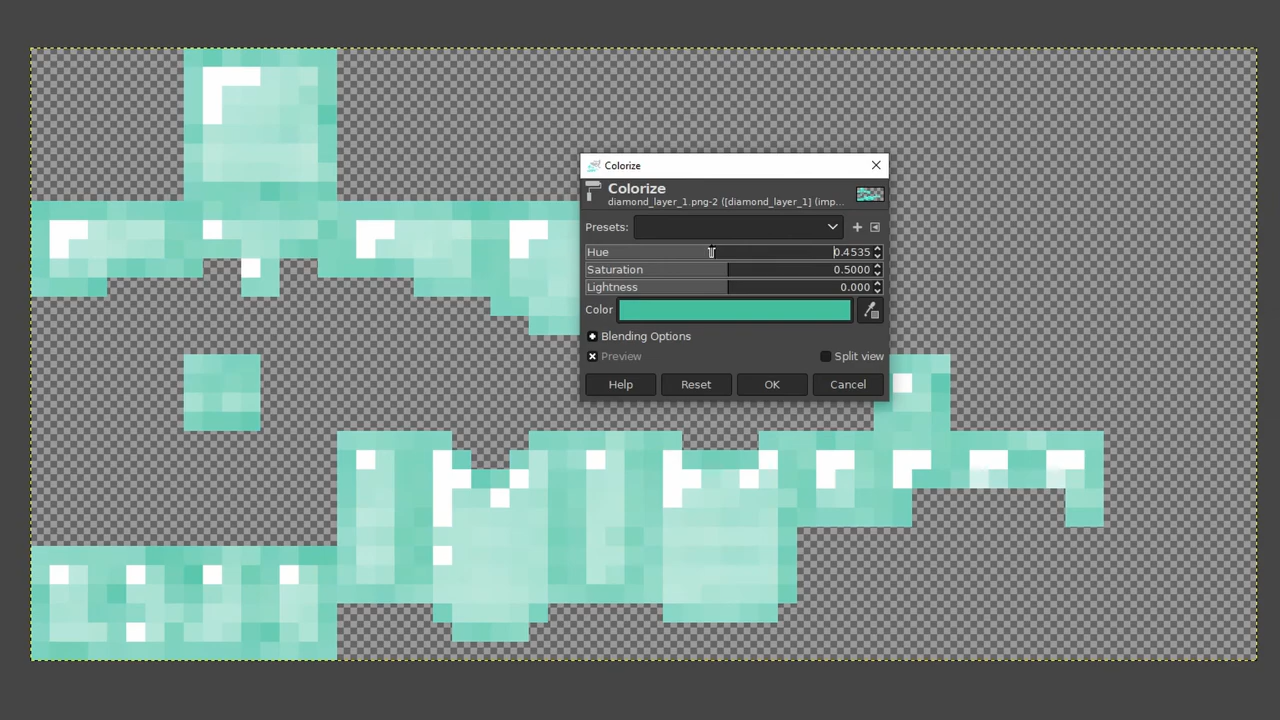 Colorize
Colorize
diamond_layer_1.png-2 ([diamond_layer_1] (imp...
Presets:
Hue 0.4535
Saturation 0.5000
Lightness 0.000
Color
Blending Options
Preview Split view
Help Reset OK Cancel